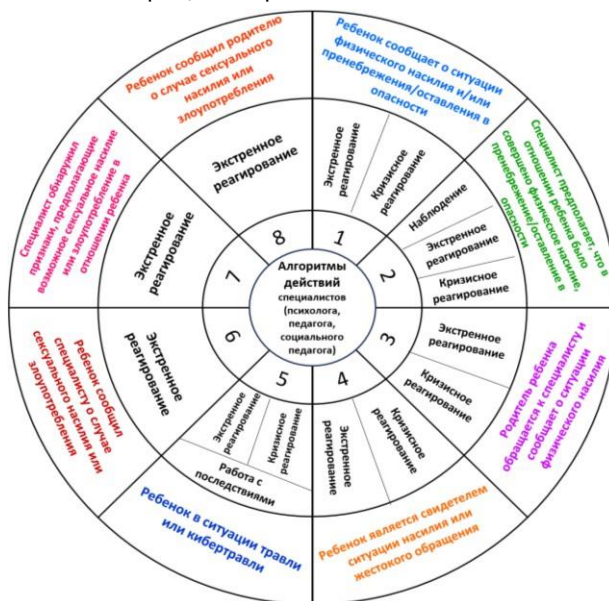 Алгоритмы
действий
специалистов
(психолога,
педагога,
социального
педагога)
1
Ребенок сообщает о ситуации
физического насилия и/или
пренебрежения/оставления в
опасности
Экстренное
реагирование
Кризисное
реагирование
2
Специалист предполагает, что в
отношении ребенка было
совершено физическое насилие,
пренебрежение/оставление в
опасности
Наблюдение
Экстренное
реагирование
Кризисное
реагирование
3
Родитель ребенка
обращается к специалисту и
сообщает о ситуации
физического насилия
Экстренное
реагирование
Кризисное
реагирование
4
Ребенок является свидетелем
ситуации насилия или
жестокого обращения
Кризисное
реагирование
Экстренное
реагирование
5
Ребенок в ситуации травли
или кибертравли
Экстренное
реагирование
Кризисное
реагирование
Работа с
последствиями
6
Ребенок сообщил
специалисту о случае
сексуального насилия или
злоупотребления
Экстренное
реагирование
7
Специалист обнаружил
признаки, предполагающие
возможное сексуальное насилие
или злоупотребление в
отношении ребенка
Экстренное
реагирование
8
Ребенок сообщил родителю
о случае сексуального
насилия или
злоупотребления
Экстренное
реагирование